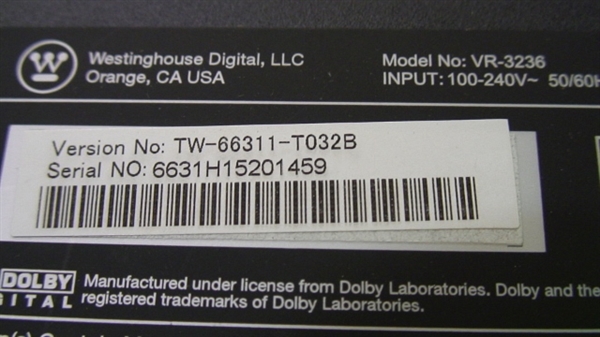 Westinghouse Digital, LLC
Orange, CA USA
Model No: VR-3236
INPUT: 100-240V~ 50/60H
Version No: TW-66311-T032B
Serial NO: 6631H15201459
DOLBY
GITAL
Manufactured under license from Dolby Laboratories. Dolby and the
registered trademarks of Dolby Laboratories.